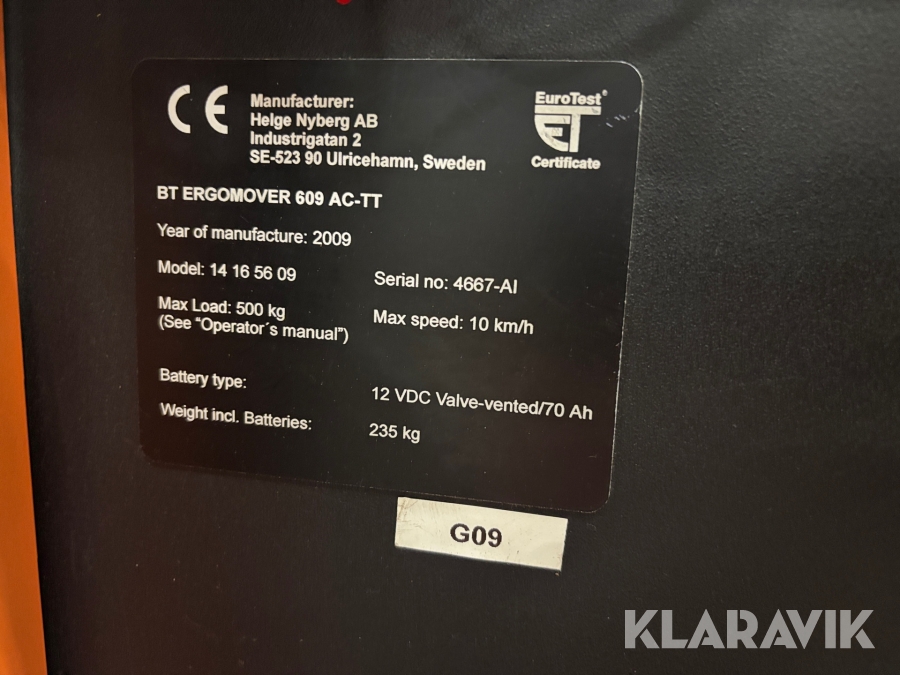 CE
Manufacturer:
Helge Nyberg AB
Industrigatan 2
SE-523 90 Ulricehamn, Sweden
EuroTest®
ET
Certificate
BT ERGOMOVER 609 AC-TT
Year of manufacture: 2009
Model: 14 16 56 09
Serial no: 4667-AI
Max Load: 500 kg
(See "Operator´s manual")
Max speed: 10 km/h
Battery type:
12 VDC Valve-vented/70 Ah
Weight incl. Batteries:
235 kg
G09
KLARAVIK